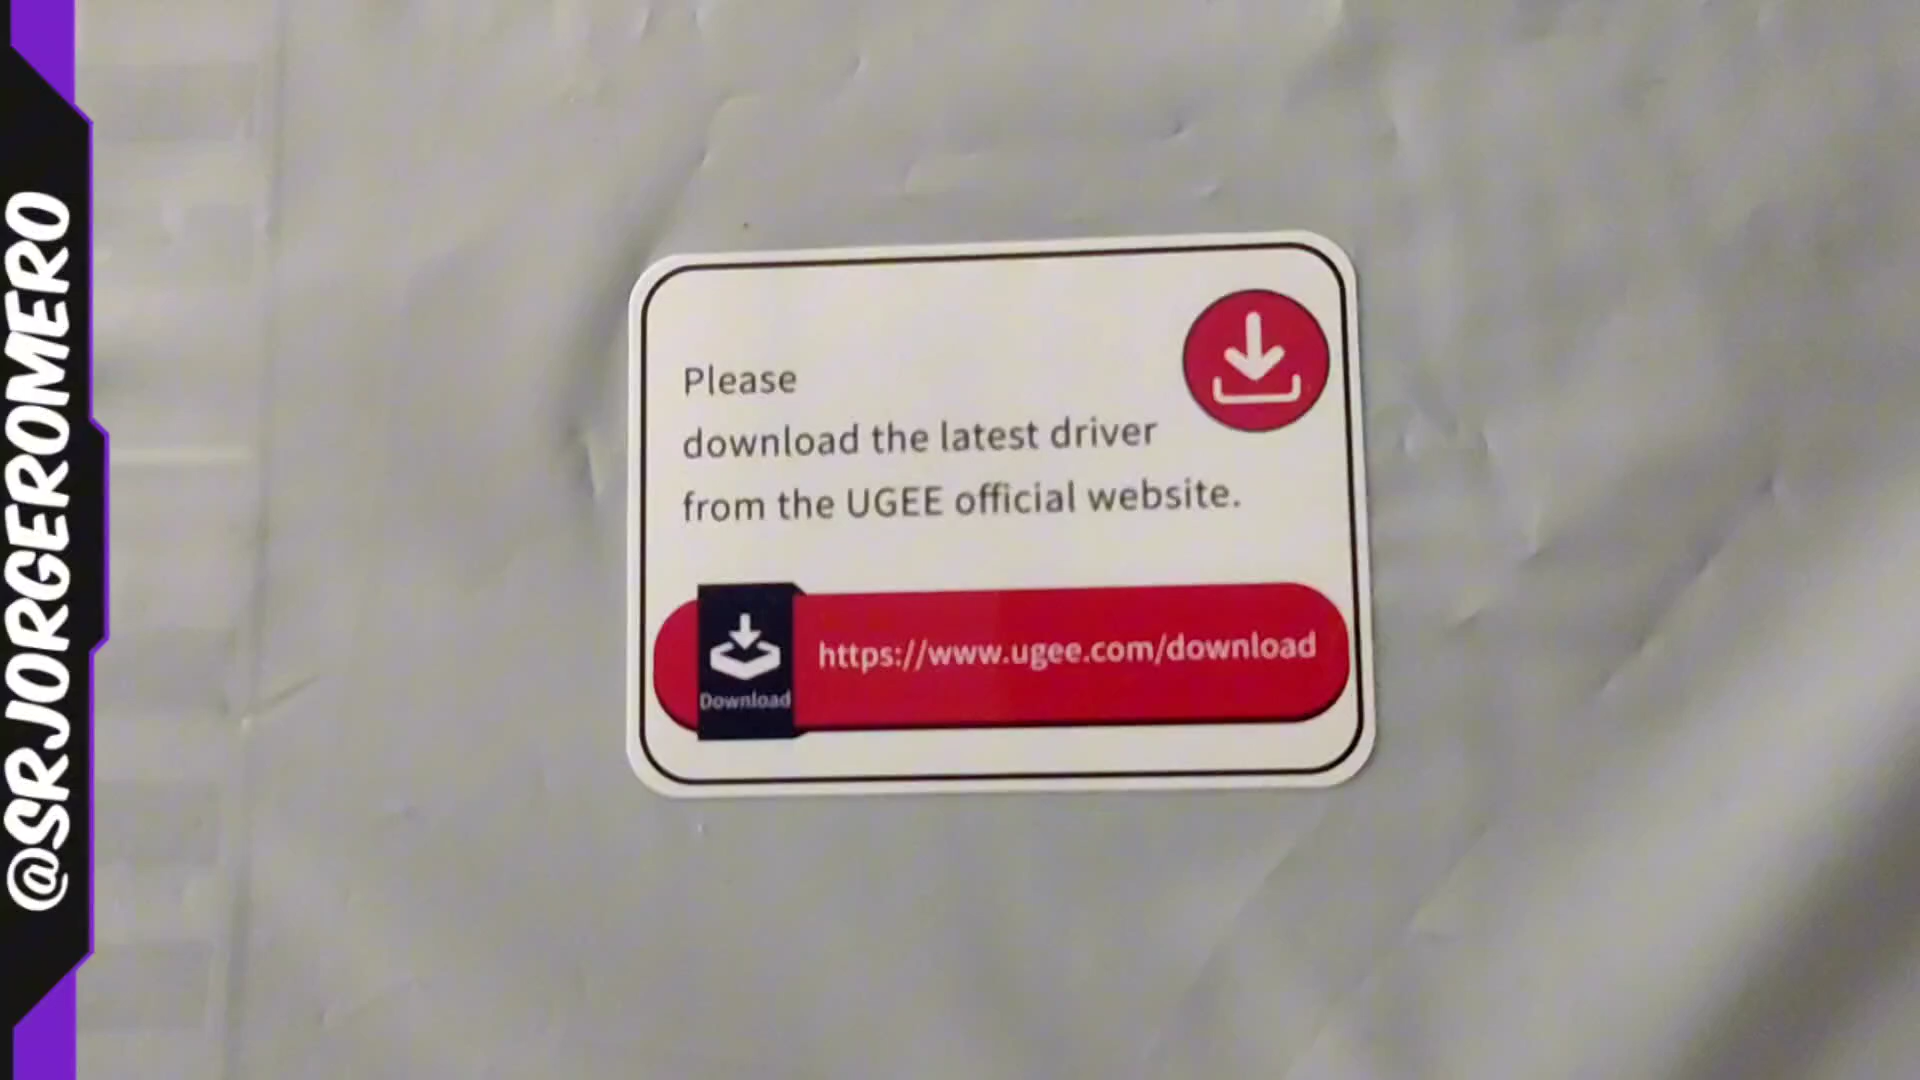 @SRJORGEROMERO
Please
download the latest driver
from the UGEE official website.
Download
https://www.ugee.com/download